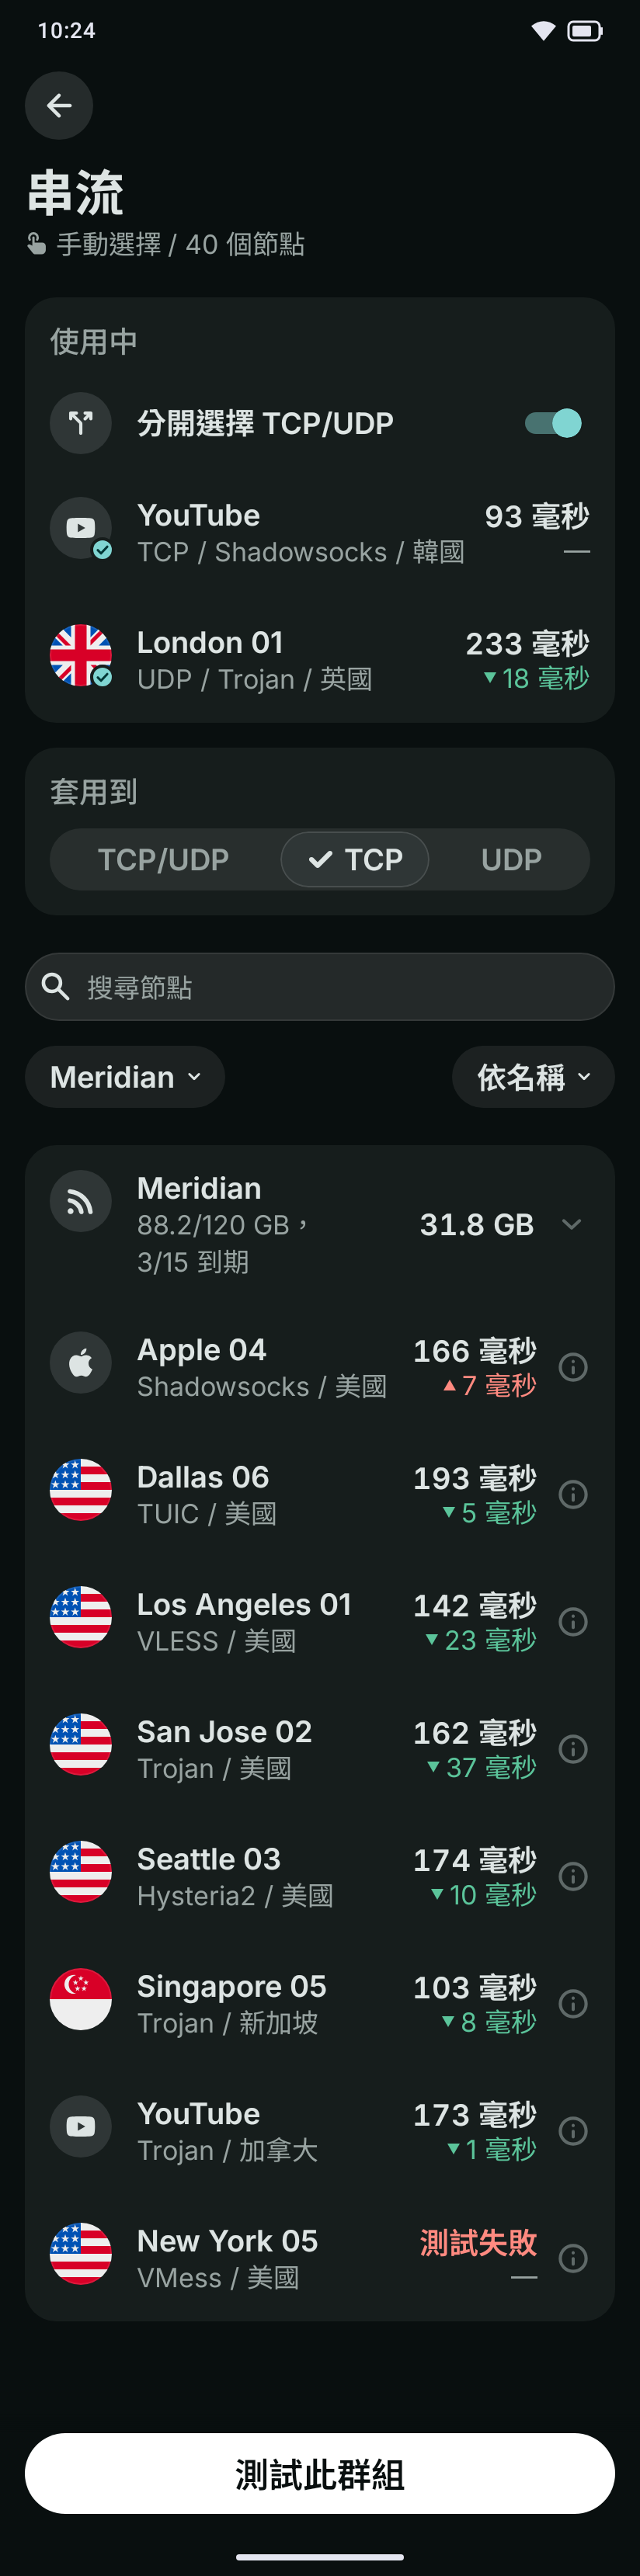 10:24
串流
手動選擇 / 40 個節點
使用中
分開選擇 TCP/UDP
YouTube
93 毫秒
TCP / Shadowsocks / 韓國
—
London 01
233 毫秒
UDP / Trojan / 英國
▼18 毫秒
套用到
TCP/UDP
TCP
UDP
搜尋節點
Meridian
依名稱
Meridian
88.2/120 GB，
3/15 到期
31.8 GB
Apple 04
166 毫秒
Shadowsocks / 美國
▲7 毫秒
Dallas 06
193 毫秒
TUIC / 美國
▼5 毫秒
Los Angeles 01
142 毫秒
VLESS / 美國
▼23 毫秒
San Jose 02
162 毫秒
Trojan / 美國
▼37 毫秒
Seattle 03
174 毫秒
Hysteria2 / 美國
▼10 毫秒
Singapore 05
103 毫秒
Trojan / 新加坡
▼8 毫秒
YouTube
173 毫秒
Trojan / 加拿大
▼1 毫秒
New York 05
測試失敗
VMess / 美國
—
測試此群組